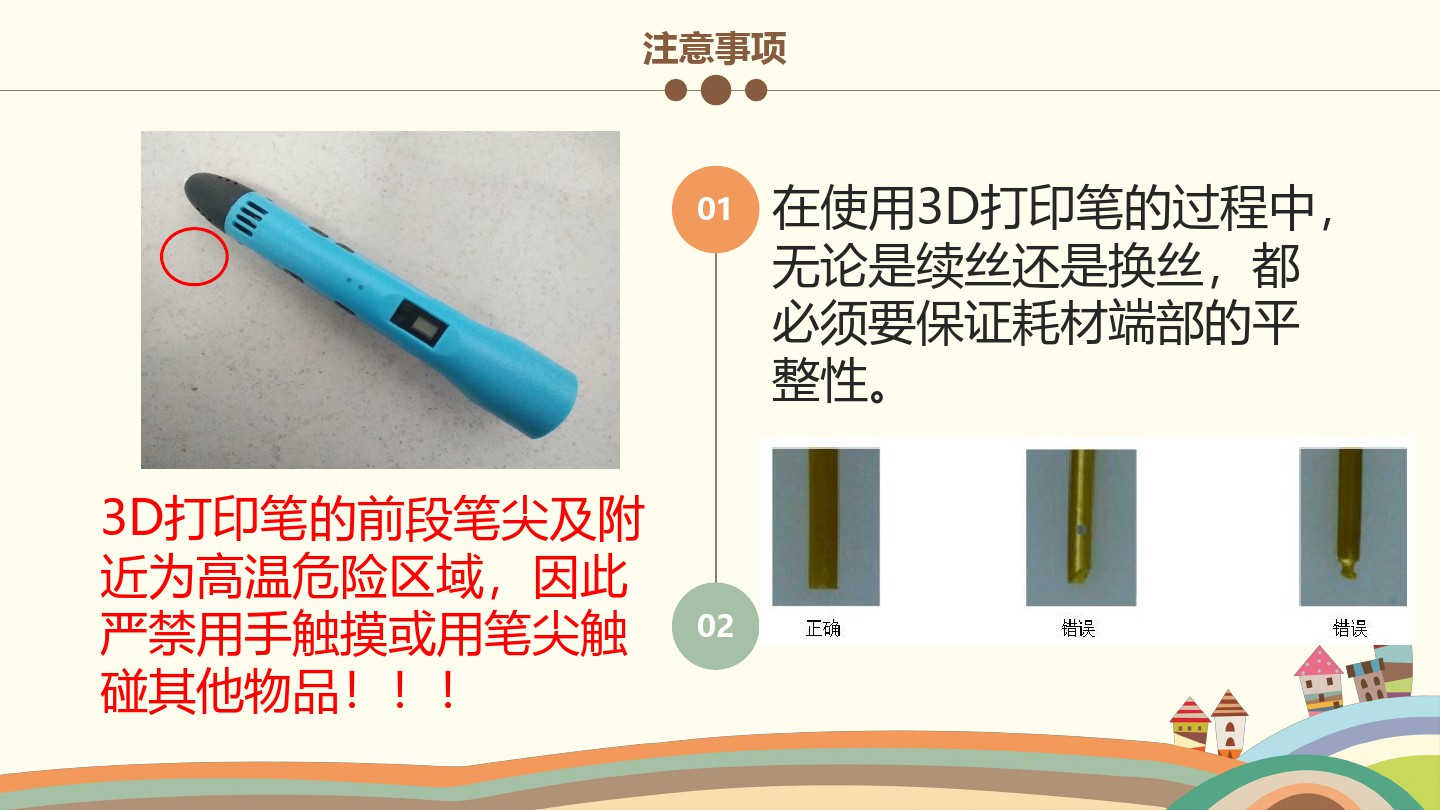 注意事项
01
在使用3D打印笔的过程中，
无论是续丝还是换丝，都
必须要保证耗材端部的平
整性。
3D打印笔的前段笔尖及附
近为高温危险区域，因此
严禁用手触摸或用笔尖触
碰其他物品！！！
02
正确
错误
错误